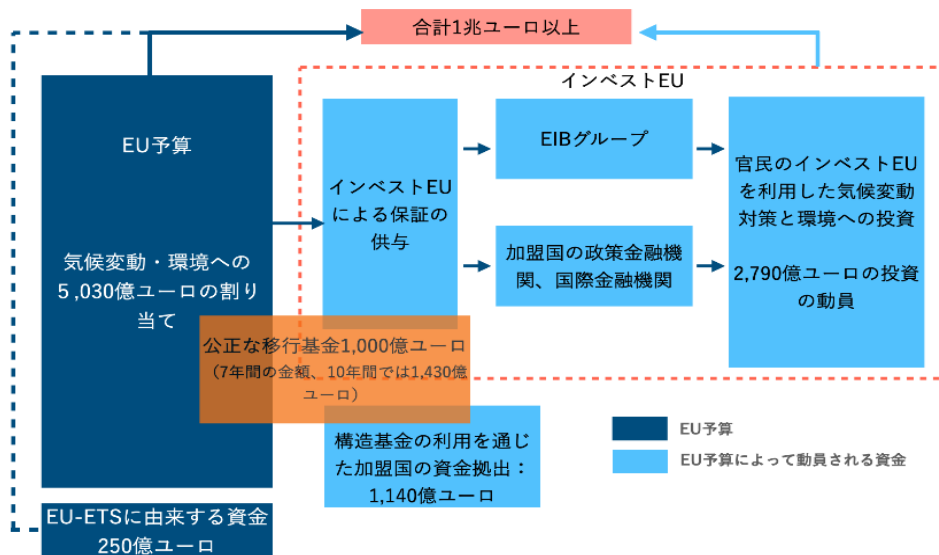 合計1兆ユーロ以上
インベストEU
EU予算
気候変動・環境への
５,030億ユーロの割り
当て
インベストEU
による保証の
供与
EIBグループ
加盟国の政策金融機
関、国際金融機関
官民のインベストEU
を利用した気候変動
対策と環境への投資
2,790億ユーロの投資
の動員
公正な移行基金1,000億ユーロ
（7年間の金額、10年間では1,430億
ユーロ）
構造基金の利用を通じ
た加盟国の資金拠出：
1,140億ユーロ
EU予算
EU予算によって動員される資金
EU-ETSに由来する資金
250億ユーロ